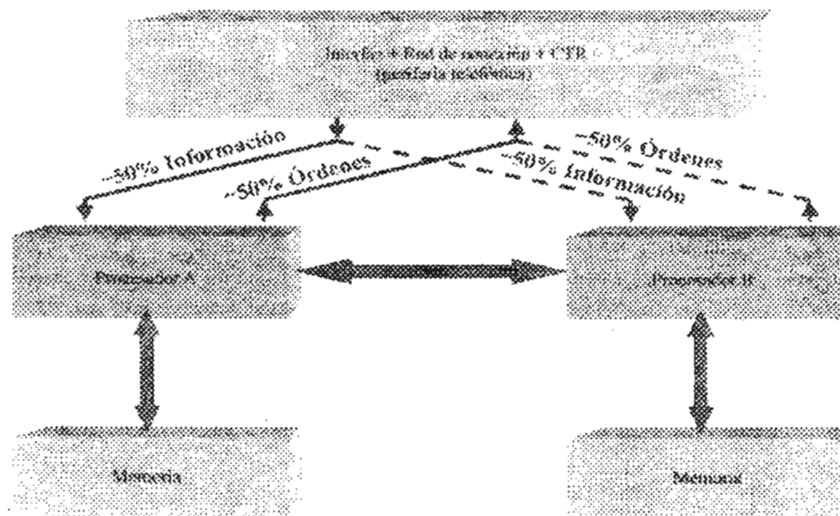 Interfaz + Red de conexión + CTR
(periferia telefónica)
~50% Información
~50% Órdenes
~50% Órdenes
~50% Información
Procesador A
Procesador B
Memoria
Memoria